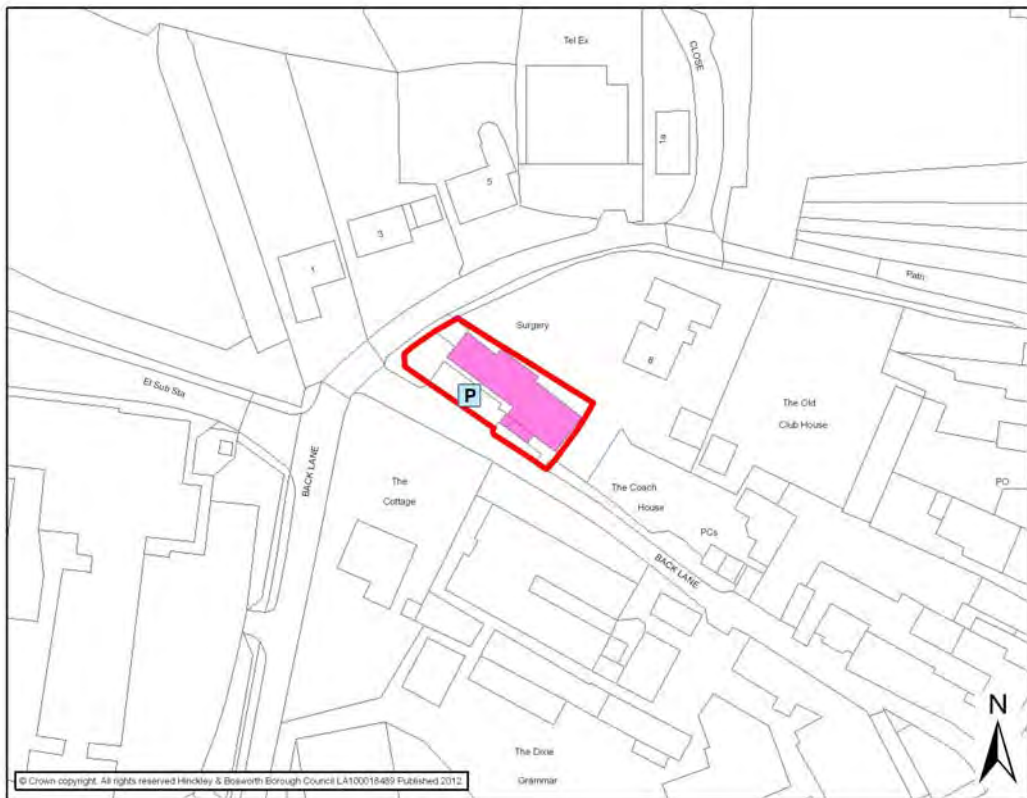 Tel Ex
CLOSE
1a
5
3
1
Path
Surgery
6
El Sub Sta
P
The Old
Club House
BACK LANE
The
Cottage
The Coach
House
PO
PCs
BACK LANE
N
The Dixie
Grammar
© Crown copyright. All rights reserved Hinckley & Bosworth Borough Council LA100018489 Published 2012